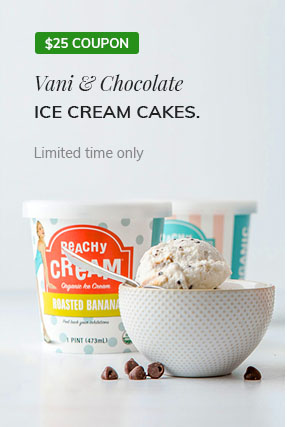 $25 COUPON
Vani & Chocolate
ICE CREAM CAKES.
Limited time only
PEACHY
CREAM
Organic Ice Cream
ROASTED BANANA
1 PINT (473mL)